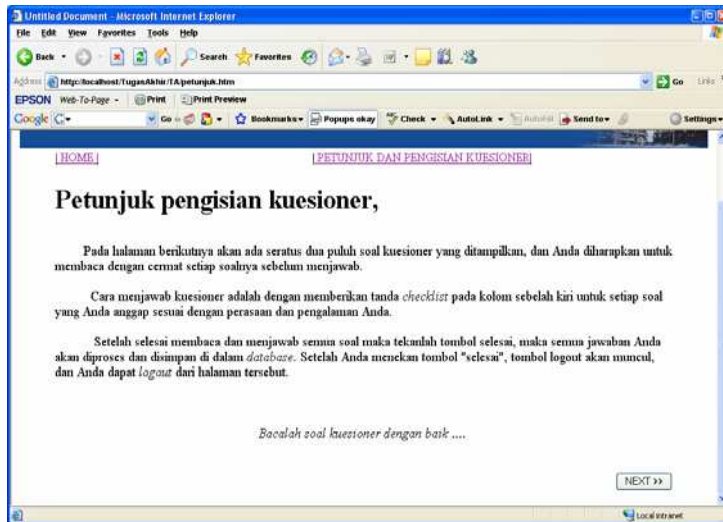 Untitled Document - Microsoft Internet Explorer
File Edit View Favorites Tools Help
Back Search Favorites
Address http://localhost/TugasAkhir/TA/petunjuk.htm Go Links
EPSON Web-To-Page Print Print Preview
Google G Go Bookmarks Popups okay Check AutoLink AutoFill Send to Settings
| HOME | | PETUNJUK DAN PENGISIAN KUESIONER|
Petunjuk pengisian kuesioner,
Pada halaman berikutnya akan ada seratus dua puluh soal kuesioner yang ditampilkan, dan Anda diharapkan untuk
membaca dengan cermat setiap soalnya sebelum menjawab.
Cara menjawab kuesioner adalah dengan memberikan tanda checklist pada kolom sebelah kiri untuk setiap soal
yang Anda anggap sesuai dengan perasaan dan pengalaman Anda.
Setelah selesai membaca dan menjawab semua soal maka tekanlah tombol selesai, maka semua jawaban Anda
akan diproses dan disimpan di dalam database. Setelah Anda menekan tombol "selesai", tombol logout akan muncul,
dan Anda dapat logout dari halaman tersebut.
Bacalah soal kuesioner dengan baik ....
NEXT >>
Local intranet